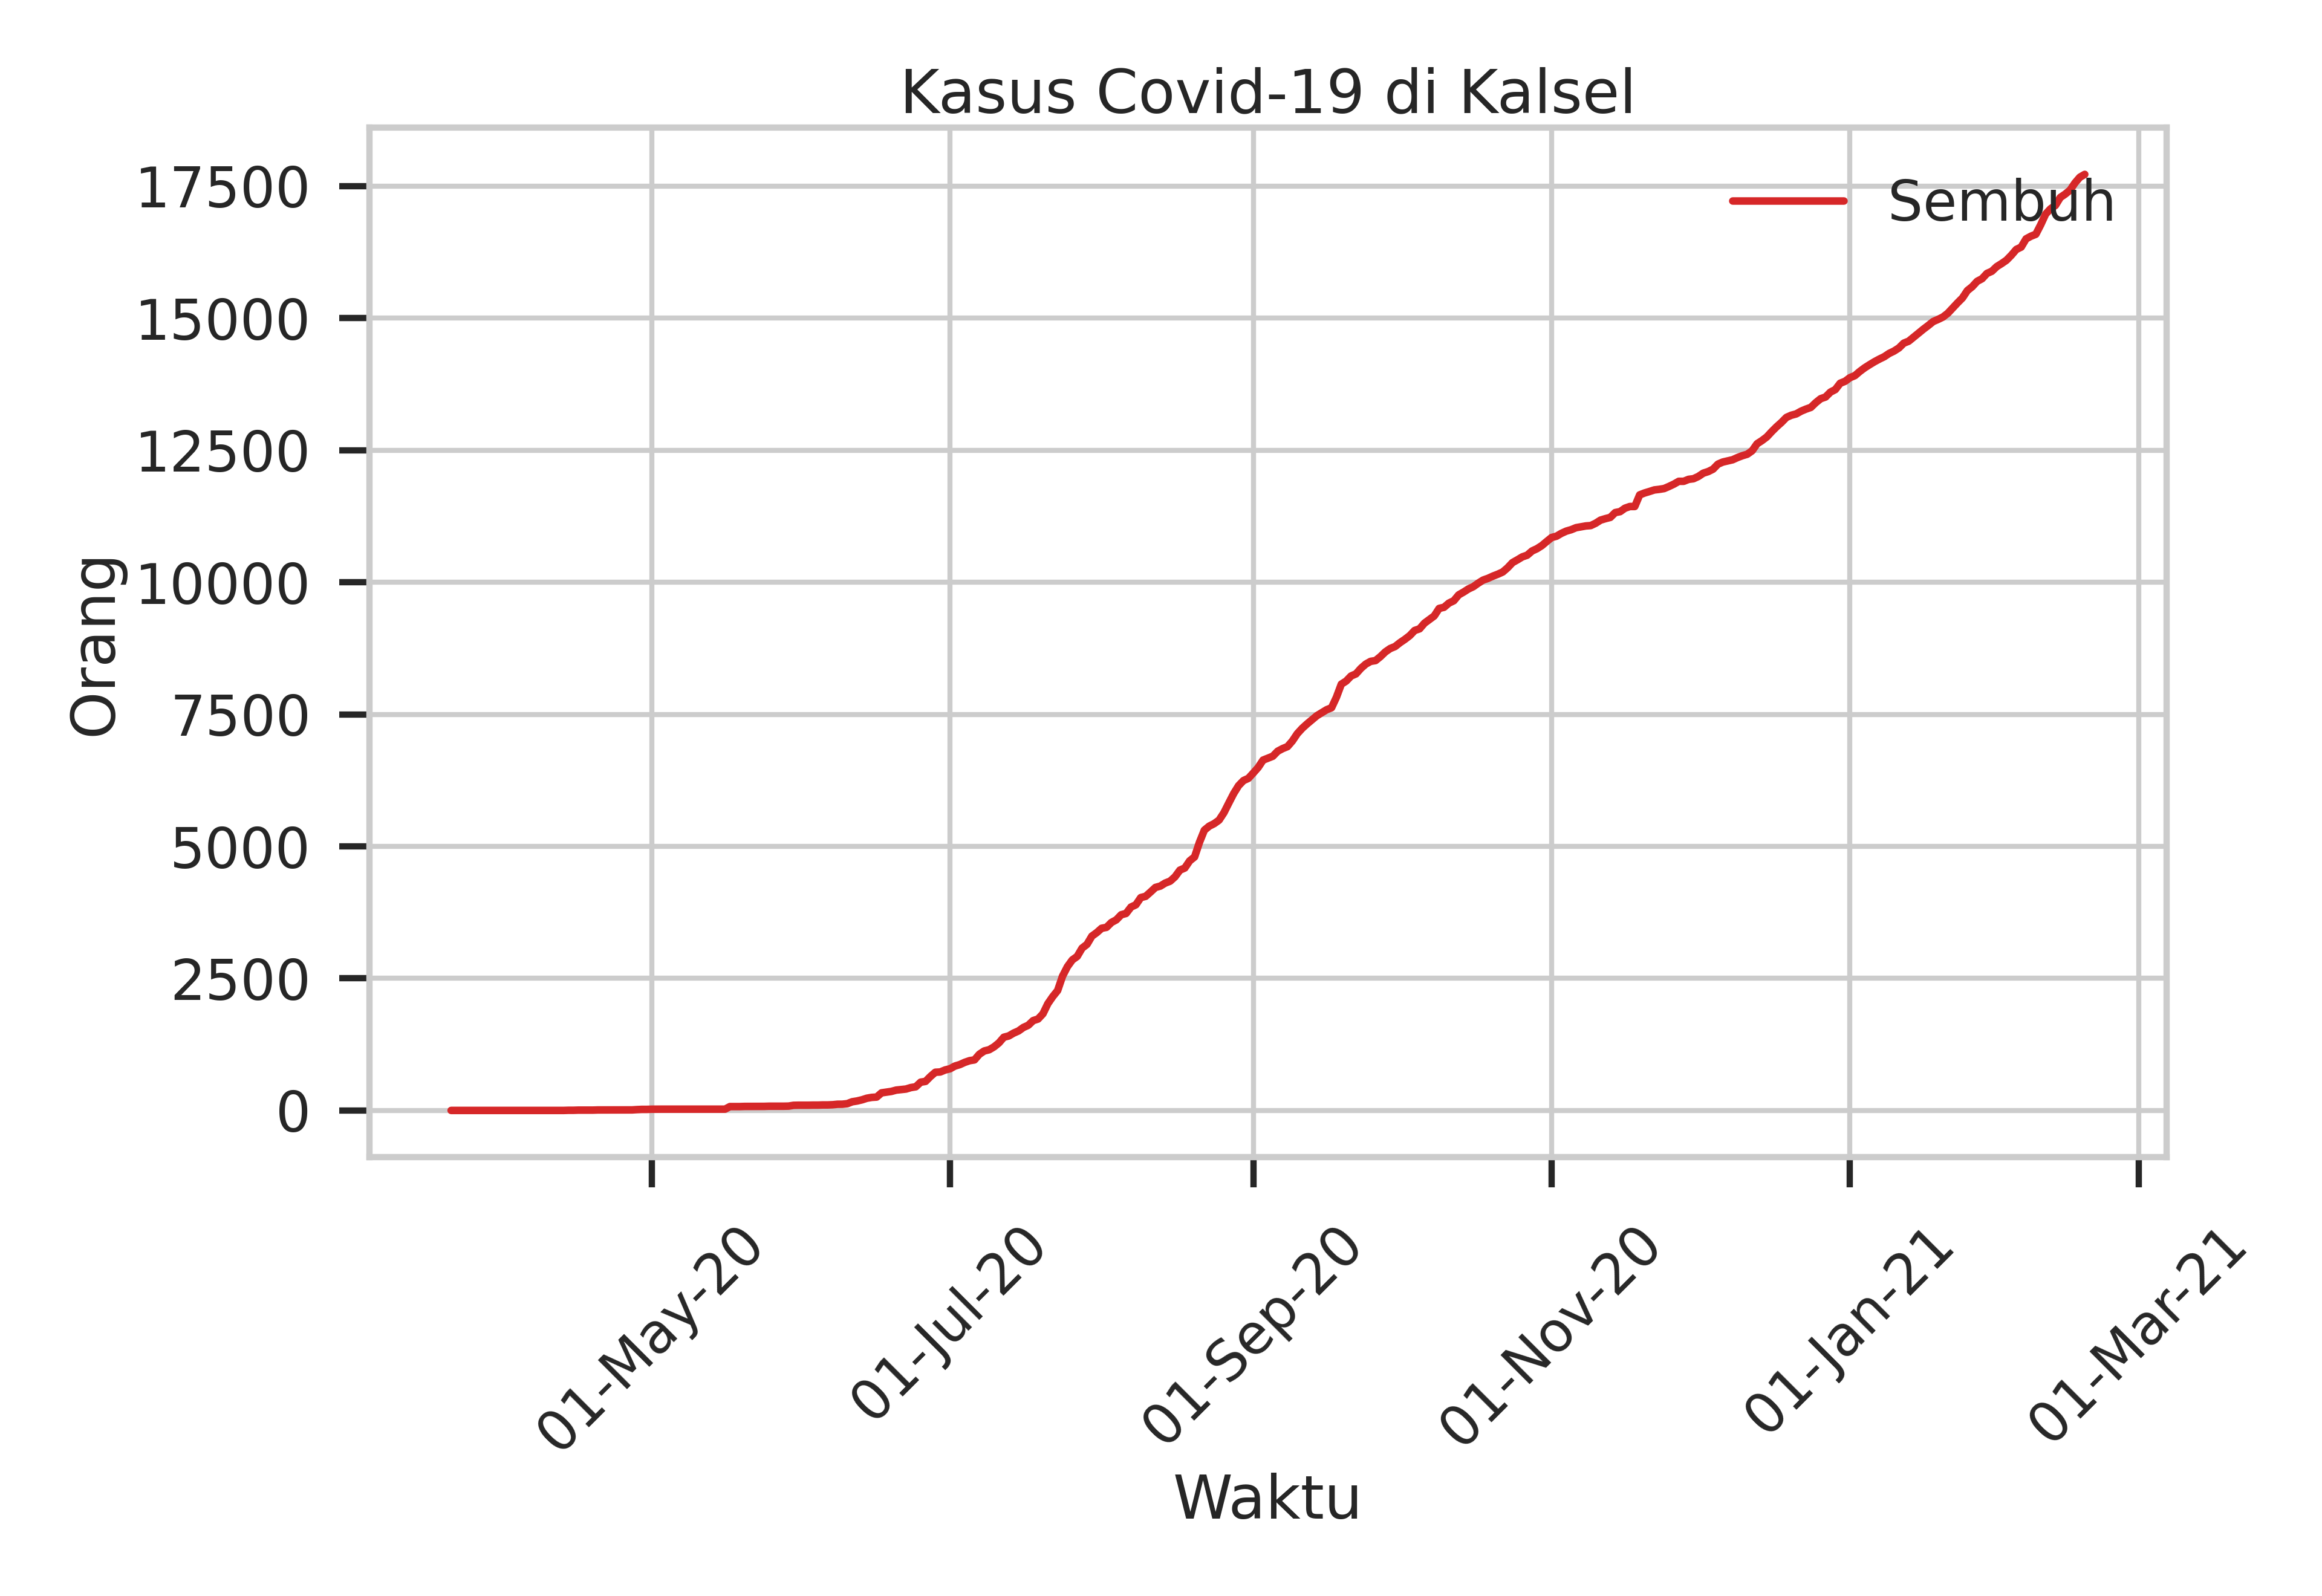 Kasus Covid-19 di Kalsel
Sembuh
17500
15000
12500
10000
7500
5000
2500
0
Orang
01-May-20
01-Jul-20
01-Sep-20
01-Nov-20
01-Jan-21
01-Mar-21
Waktu